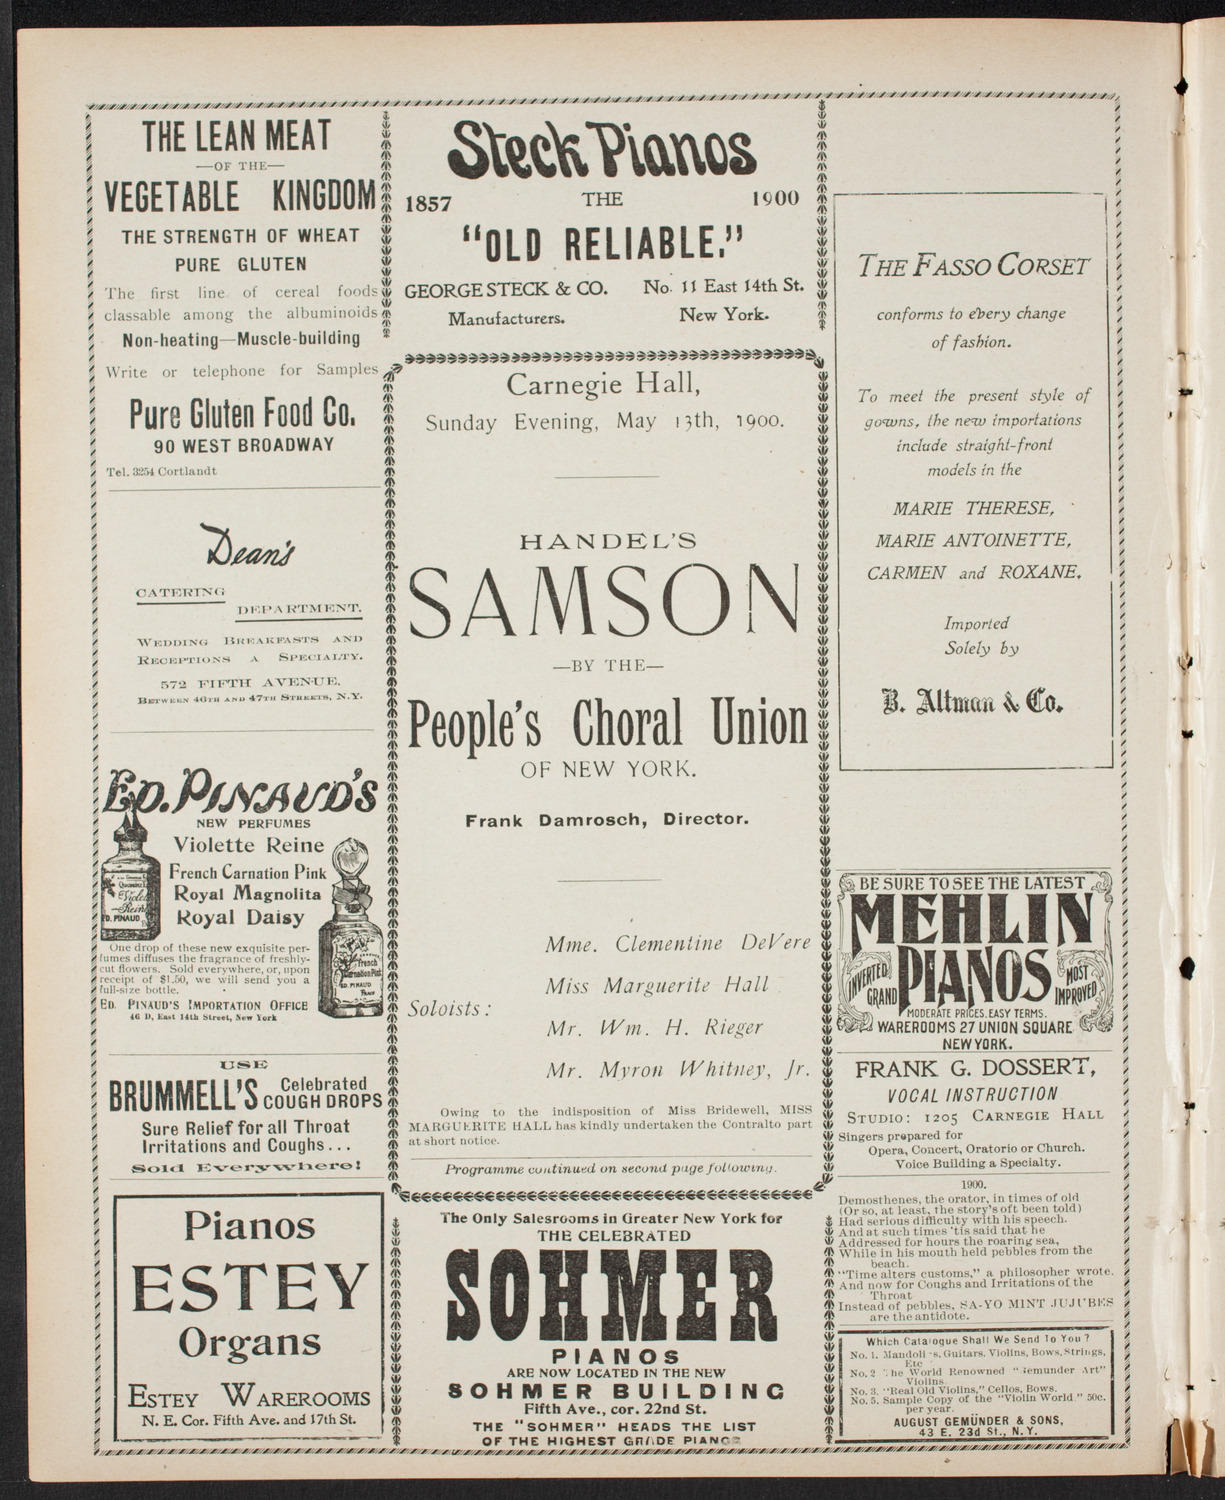 THE LEAN MEAT
—OF THE—
VEGETABLE KINGDOM
THE STRENGTH OF WHEAT
PURE GLUTEN
The first line of cereal foods
classable among the albuminoids
Non-heating—Muscle-building
Write or telephone for Samples
Pure Gluten Food Co.
90 WEST BROADWAY
Tel. 3254 Cortlandt
Dean's
CATERING
DEPARTMENT.
WEDDING BREAKFASTS AND
RECEPTIONS A SPECIALTY.
572 FIFTH AVENUE,
BETWEEN 46TH AND 47TH STREETS, N.Y.
ED. PINAUD'S
NEW PERFUMES
Violette Reine
French Carnation Pink
Royal Magnolita
Royal Daisy
One drop of these new exquisite per-
fumes diffuses the fragrance of freshly-
cut flowers. Sold everywhere, or, upon
receipt of $1.50, we will send you a
full-size bottle.
ED. PINAUD'S IMPORTATION OFFICE
46 D, East 14th Street, New York
USE
BRUMMELL'S Celebrated
COUGH DROPS
Sure Relief for all Throat
Irritations and Coughs...
Sold Everywhere!
Pianos
ESTEY
Organs
ESTEY WAREROOMS
N. E. Cor. Fifth Ave. and 17th St.
Steck Pianos
1857 THE 1900
"OLD RELIABLE."
GEORGE STECK & CO. No. 11 East 14th St.
Manufacturers. New York.
Carnegie Hall,
Sunday Evening, May 13th, 1900.
HANDEL'S
SAMSON
—BY THE—
People's Choral Union
OF NEW YORK.
Frank Damrosch, Director.
Soloists:
Mme. Clementine DeVere
Miss Marguerite Hall
Mr. Wm. H. Rieger
Mr. Myron Whitney, Jr.
Owing to the indisposition of Miss Bridewell, MISS
MARGUERITE HALL has kindly undertaken the Contralto part
at short notice.
Programme continued on second page following.
The Only Salesrooms in Greater New York for
THE CELEBRATED
SOHMER
PIANOS
ARE NOW LOCATED IN THE NEW
SOHMER BUILDING
Fifth Ave., cor. 22nd St.
THE "SOHMER" HEADS THE LIST
OF THE HIGHEST GRADE PIANOS
THE FASSO CORSET
conforms to every change
of fashion.
To meet the present style of
gowns, the new importations
include straight-front
models in the
MARIE THERESE,
MARIE ANTOINETTE,
CARMEN and ROXANE.
Imported
Solely by
B. Altman & Co.
BE SURE TO SEE THE LATEST
MEHLIN
INVERTED
GRAND
PIANOS
MOST
IMPROVED
MODERATE PRICES. EASY TERMS.
WAREROOMS 27 UNION SQUARE
NEW YORK.
FRANK G. DOSSERT,
VOCAL INSTRUCTION
STUDIO: 1205 CARNEGIE HALL
Singers prepared for
Opera, Concert, Oratorio or Church.
Voice Building a Specialty.
1900.
Demosthenes, the orator, in times of old
(Or so, at least, the story's oft been told)
Had serious difficulty with his speech.
And at such times 'tis said that he
Addressed for hours the roaring sea,
While in his mouth held pebbles from the
beach.
"Time alters customs," a philosopher wrote.
And now for Coughs and Irritations of the
Throat
Instead of pebbles, SA-YO MINT JUJUBES
are the antidote.
Which Catalogue Shall We Send To You?
No. 1. Mandolins, Guitars, Violins, Bows, Strings,
Etc
No. 2 The World Renowned "Gemunder Art"
Violins.
No. 3. "Real Old Violins," Cellos, Bows.
No. 5. Sample Copy of the "Violin World." 50c.
per year.
AUGUST GEMÜNDER & SONS,
43 E. 23d St., N. Y.